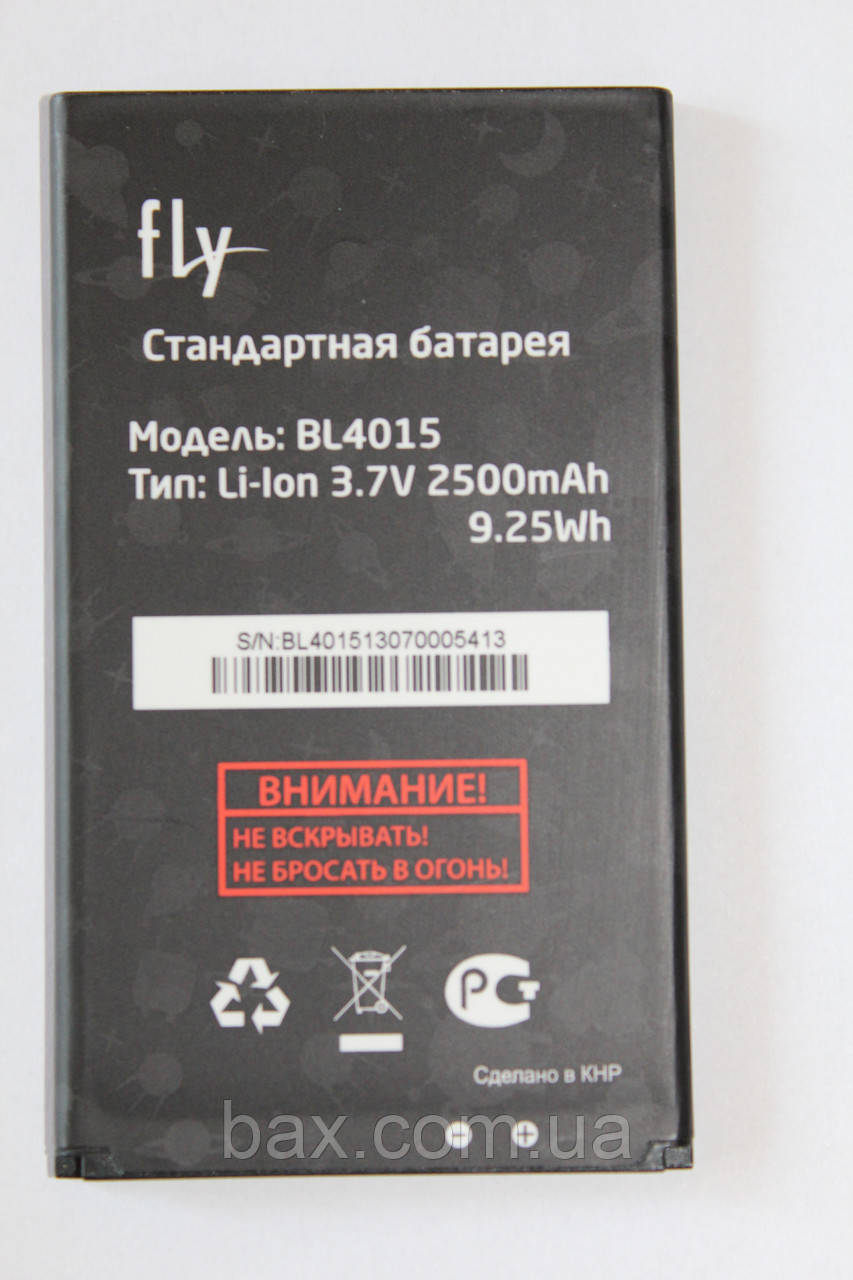 fly
Стандартная батарея
Модель: BL4015
Тип: Li-Ion 3.7V 2500mAh
9.25Wh
S/N:BL401513070005413
ВНИМАНИЕ!
НЕ ВСКРЫВАТЬ!
НЕ БРОСАТЬ В ОГОНЬ!
РСТ
Сделано в КНР
bax.com.ua